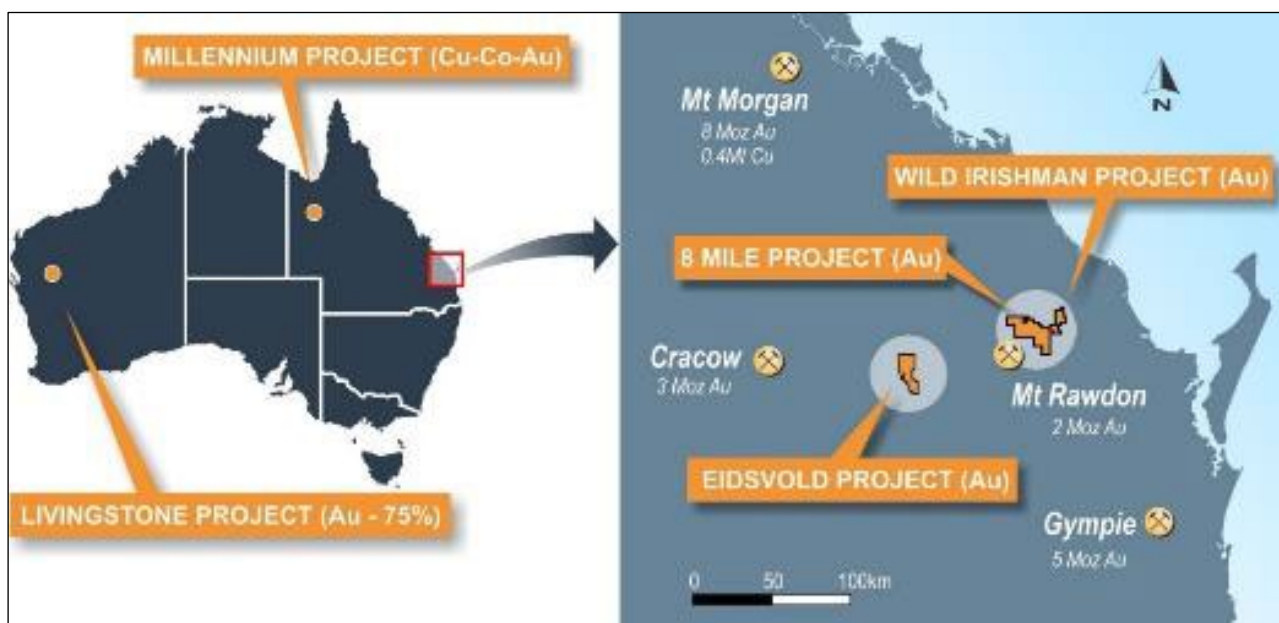 MILLENNIUM PROJECT (Cu-Co-Au)
LIVINGSTONE PROJECT (Au - 75%)
Mt Morgan
8 Moz Au
0.4Mt Cu
N
WILD IRISHMAN PROJECT (Au)
8 MILE PROJECT (Au)
Cracow
3 Moz Au
Mt Rawdon
2 Moz Au
EIDSVOLD PROJECT (Au)
Gympie
5 Moz Au
0 50 100km